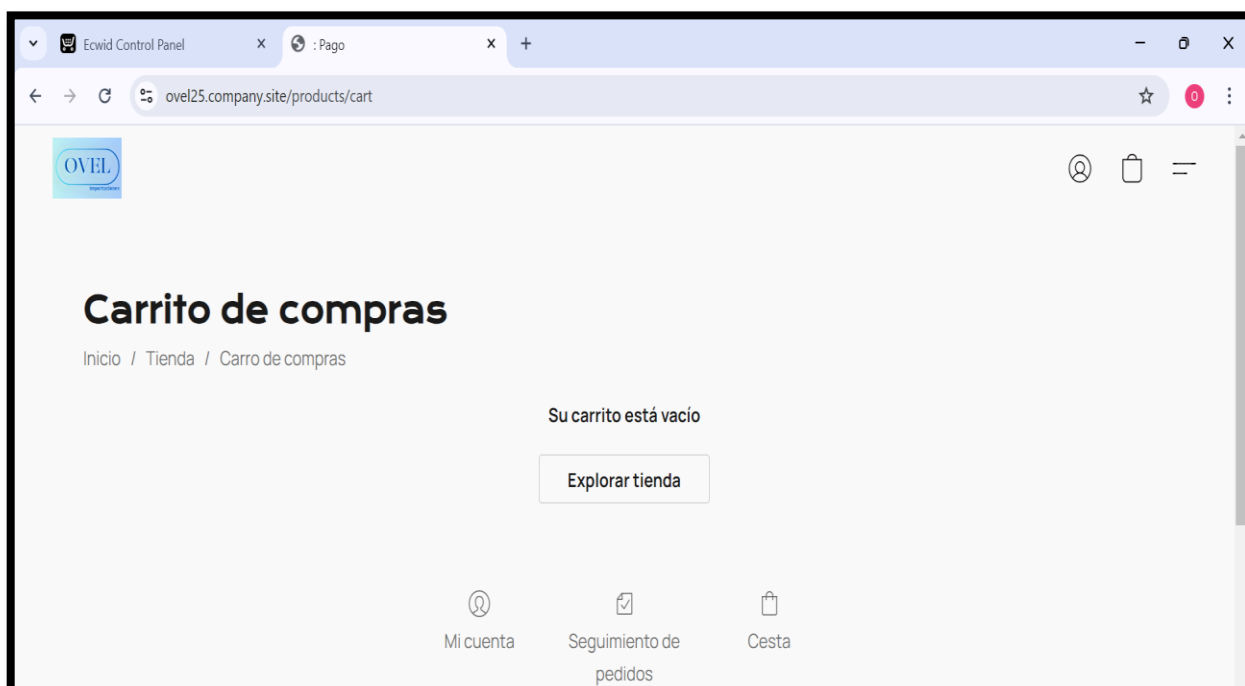 Ecwid Control Panel
: Pago
ovel25.company.site/products/cart
O
OVEL
Carrito de compras
Inicio / Tienda / Carro de compras
Su carrito está vacío
Explorar tienda
Mi cuenta
Seguimiento de
pedidos
Cesta